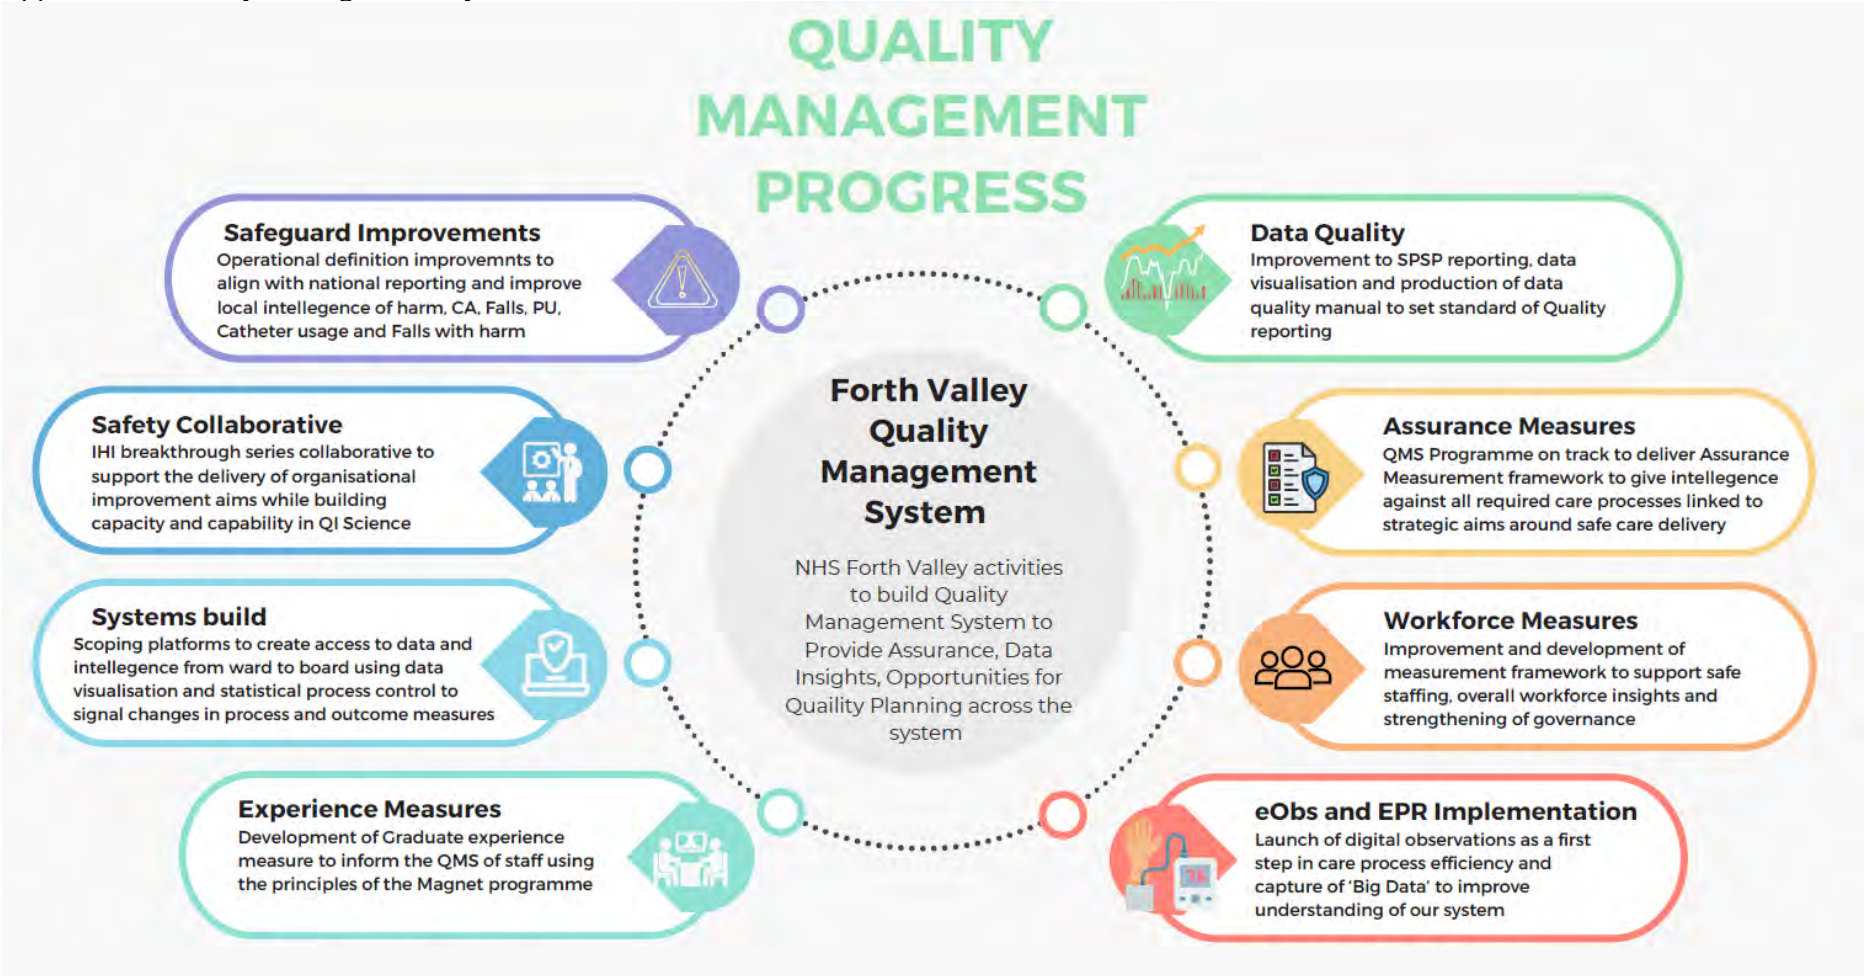 QUALITY
MANAGEMENT
PROGRESS
Safeguard Improvements
Operational definition improvemnts to
align with national reporting and improve
local intellegence of harm, CA, Falls, PU,
Catheter usage and Falls with harm
Safety Collaborative
IHI breakthrough series collaborative to
support the delivery of organisational
improvement aims while building
capacity and capability in QI Science
Systems build
Scoping platforms to create access to data and
intellegence from ward to board using data
visualisation and statistical process control to
signal changes in process and outcome measures
Experience Measures
Development of Graduate experience
measure to inform the QMS of staff using
the principles of the Magnet programme
Forth Valley
Quality
Management
System
NHS Forth Valley activities
to build Quality
Management System to
Provide Assurance, Data
Insights, Opportunities for
Quaility Planning across the
system
Data Quality
Improvement to SPSP reporting, data
visualisation and production of data
quality manual to set standard of Quality
reporting
Assurance Measures
QMS Programme on track to deliver Assurance
Measurement framework to give intellegence
against all required care processes linked to
strategic aims around safe care delivery
Workforce Measures
Improvement and development of
measurement framework to support safe
staffing, overall workforce insights and
strengthening of governance
eObs and EPR Implementation
Launch of digital observations as a first
step in care process efficiency and
capture of ‘Big Data’ to improve
understanding of our system